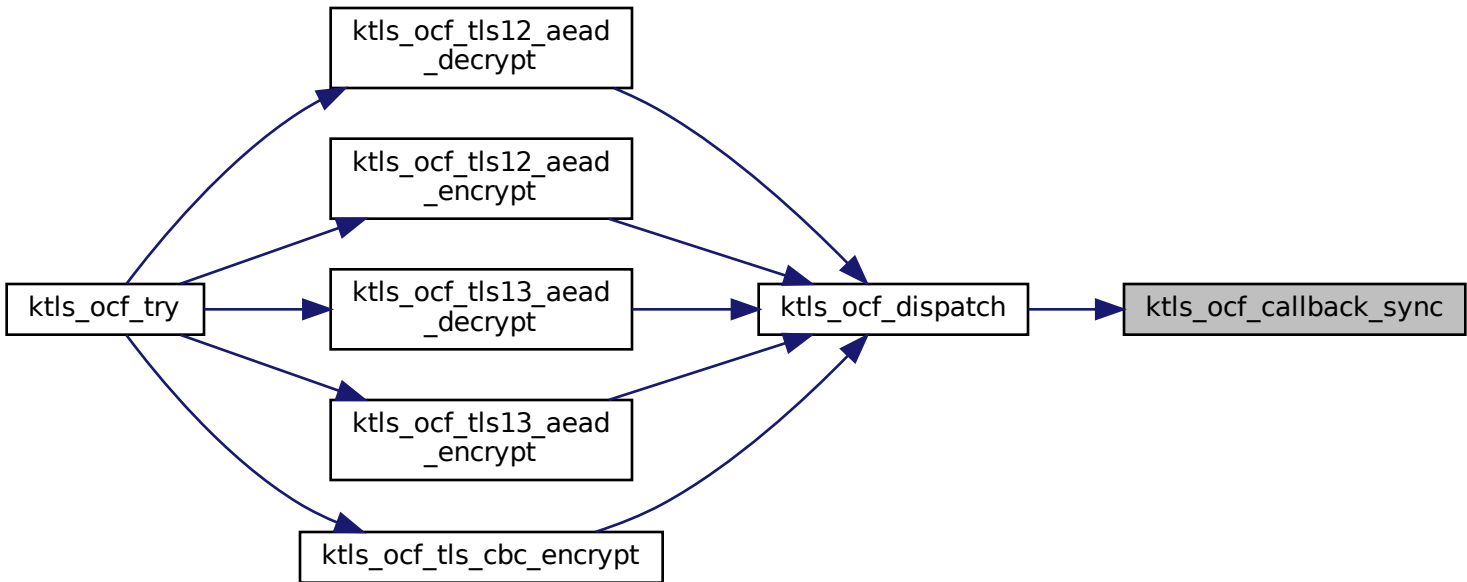 ktls_ocf_try
ktls_ocf_tls12_aead
_decrypt
ktls_ocf_tls12_aead
_encrypt
ktls_ocf_tls13_aead
_decrypt
ktls_ocf_tls13_aead
_encrypt
ktls_ocf_tls_cbc_encrypt
ktls_ocf_dispatch
ktls_ocf_callback_sync